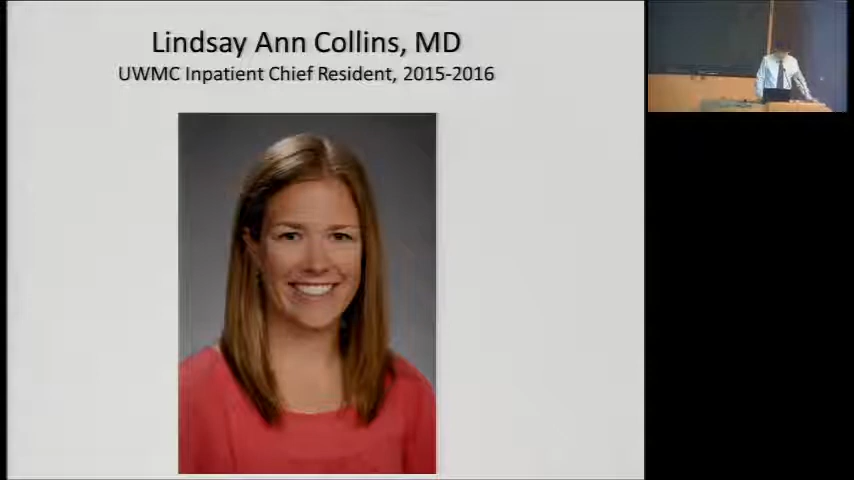 Lindsay Ann Collins, MD
UWMC Inpatient Chief Resident, 2015-2016